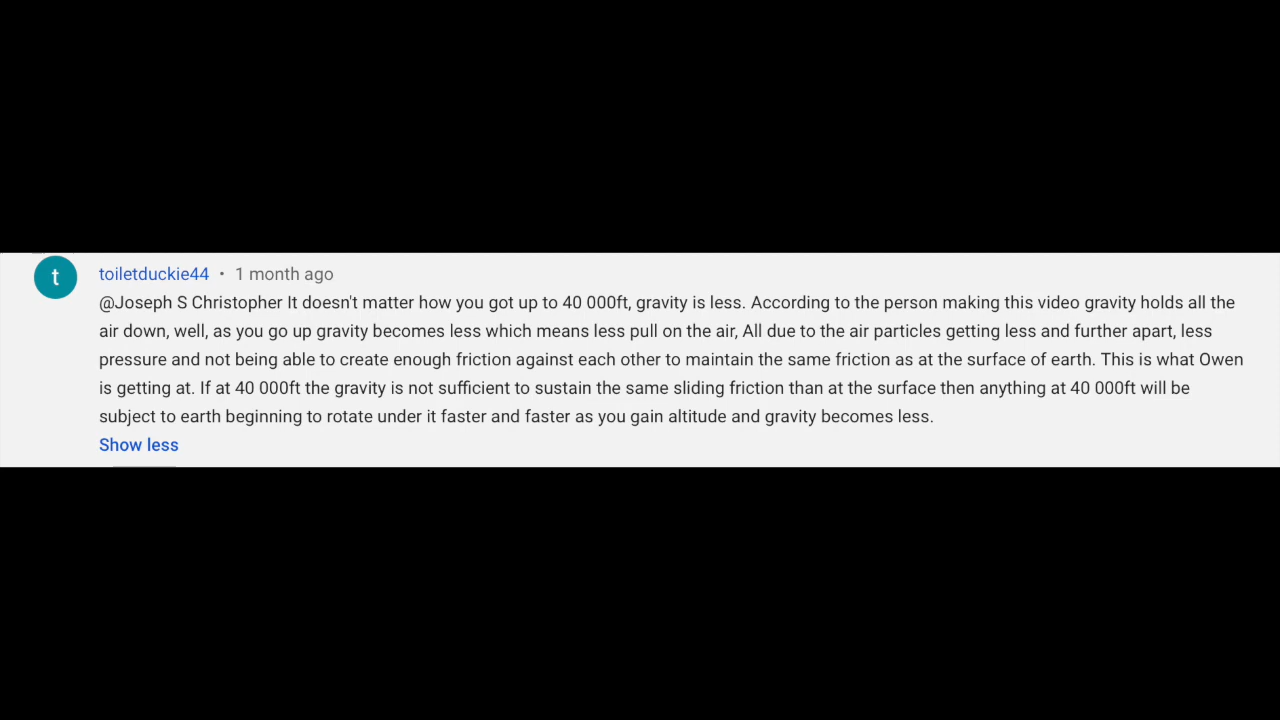 t
toiletduckie44 • 1 month ago
@Joseph S Christopher It doesn't matter how you got up to 40 000ft, gravity is less. According to the person making this video gravity holds all the
air down, well, as you go up gravity becomes less which means less pull on the air, All due to the air particles getting less and further apart, less
pressure and not being able to create enough friction against each other to maintain the same friction as at the surface of earth. This is what Owen
is getting at. If at 40 000ft the gravity is not sufficient to sustain the same sliding friction than at the surface then anything at 40 000ft will be
subject to earth beginning to rotate under it faster and faster as you gain altitude and gravity becomes less.
Show less